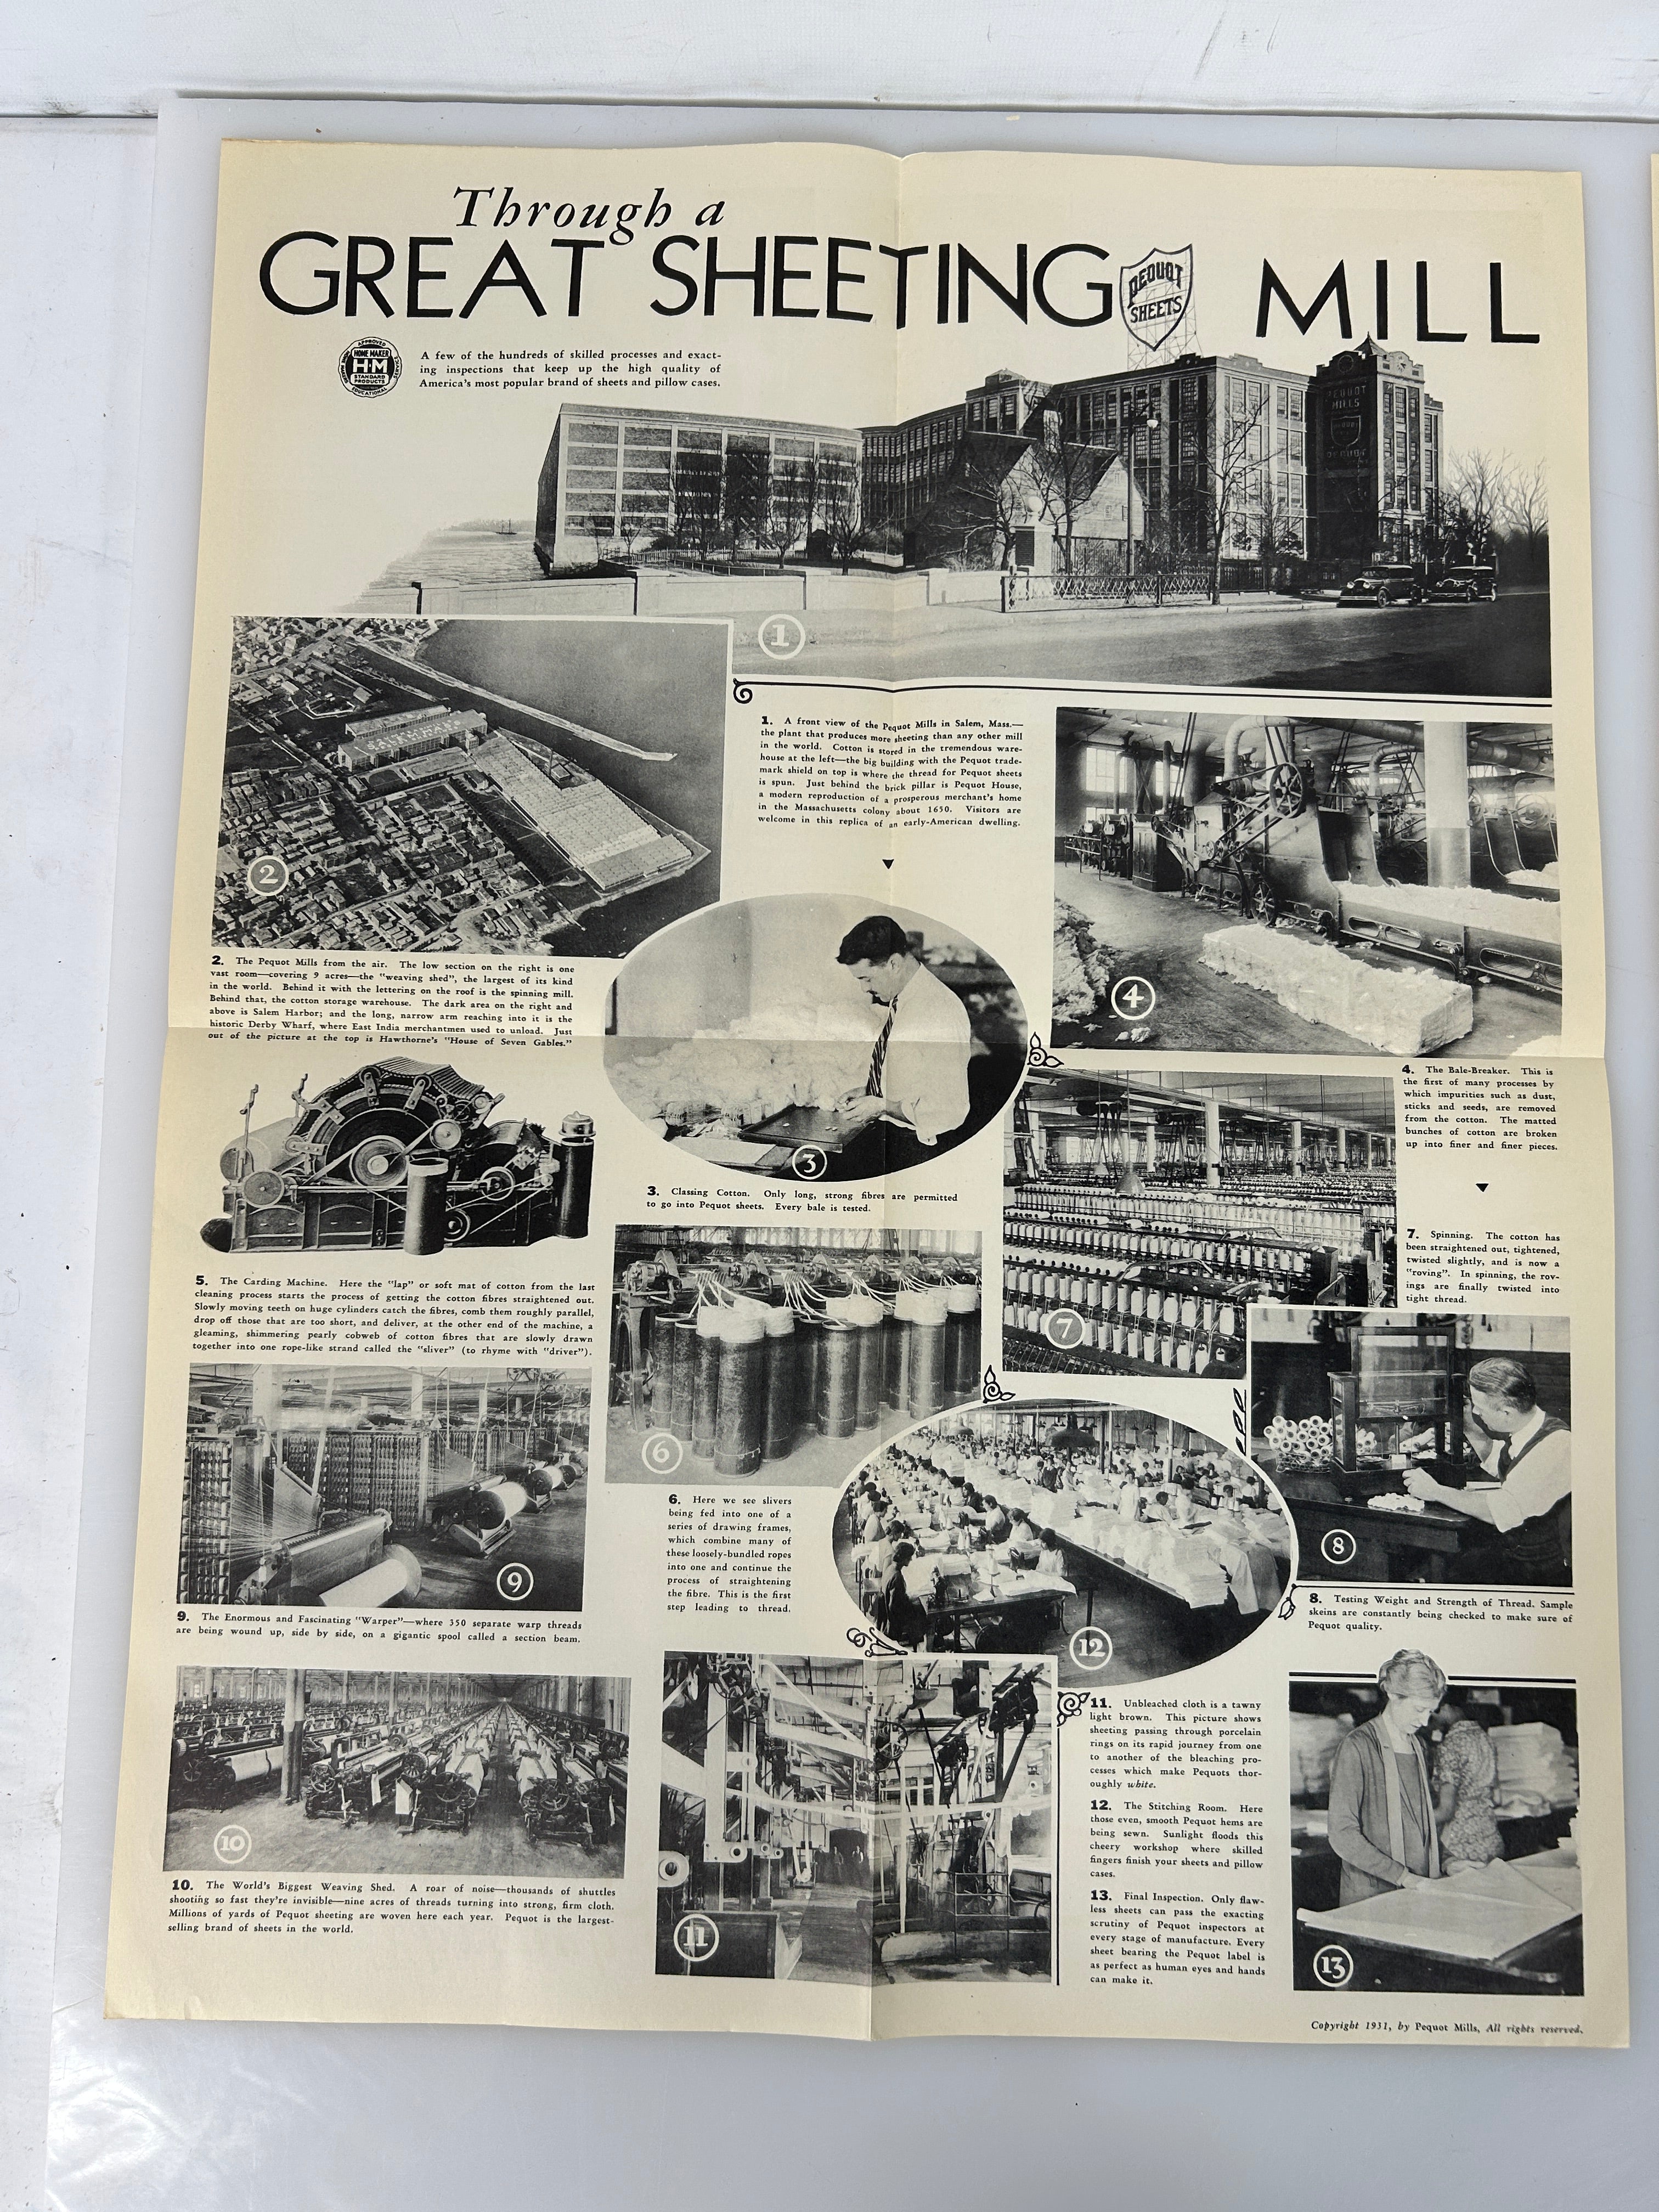 Through a
GREAT SHEETING MILL
PEQUOT
SHEETS
APPROVED
HOME MAKER
H-M
STANDARD
PRODUCTS
EDUCATIONAL
A few of the hundreds of skilled processes and exact-
ing inspections that keep up the high quality of
America's most popular brand of sheets and pillow cases.
PEQUOT
MILLS
1
2
1. A front view of the Pequot Mills in Salem, Mass.—
the plant that produces more sheeting than any other mill
in the world. Cotton is stored in the tremendous ware-
house at the left—the big building with the Pequot trade-
mark shield on top is where the thread for Pequot sheets
is spun. Just behind the brick pillar is Pequot House,
a modern reproduction of a prosperous merchant's home
in the Massachusetts colony about 1650. Visitors are
welcome in this replica of an early-American dwelling.
2. The Pequot Mills from the air. The low section on the right is one
vast room—covering 9 acres—the "weaving shed", the largest of its kind
in the world. Behind it with the lettering on the roof is the spinning mill.
Behind that, the cotton storage warehouse. The dark area on the right and
above is Salem Harbor; and the long, narrow arm reaching into it is the
historic Derby Wharf, where East India merchantmen used to unload. Just
out of the picture at the top is Hawthorne's "House of Seven Gables."
3
3. Classing Cotton. Only long, strong fibres are permitted
to go into Pequot sheets. Every bale is tested.
4
4. The Bale-Breaker. This is
the first of many processes by
which impurities such as dust,
sticks and seeds, are removed
from the cotton. The matted
bunches of cotton are broken
up into finer and finer pieces.
5. The Carding Machine. Here the "lap" or soft mat of cotton from the last
cleaning process starts the process of getting the cotton fibres straightened out.
Slowly moving teeth on huge cylinders catch the fibres, comb them roughly parallel,
drop off those that are too short, and deliver, at the other end of the machine, a
gleaming, shimmering pearly cobweb of cotton fibres that are slowly drawn
together into one rope-like strand called the "sliver" (to rhyme with "driver").
6
6. Here we see slivers
being fed into one of a
series of drawing frames,
which combine many of
these loosely-bundled ropes
into one and continue the
process of straightening
the fibre. This is the first
step leading to thread.
7
7. Spinning. The cotton has
been straightened out, tightened,
twisted slightly, and is now a
"roving". In spinning, the rov-
ings are finally twisted into
tight thread.
8
8. Testing Weight and Strength of Thread. Sample
skeins are constantly being checked to make sure of
Pequot quality.
9
9. The Enormous and Fascinating "Warper"—where 350 separate warp threads
are being wound up, side by side, on a gigantic spool called a section beam.
10
10. The World's Biggest Weaving Shed. A roar of noise—thousands of shuttles
shooting so fast they're invisible—nine acres of threads turning into strong, firm cloth.
Millions of yards of Pequot sheeting are woven here each year. Pequot is the largest-
selling brand of sheets in the world.
11
12
11. Unbleached cloth is a tawny
light brown. This picture shows
sheeting passing through porcelain
rings on its rapid journey from one
to another of the bleaching pro-
cesses which make Pequots thor-
oughly white.
12. The Stitching Room. Here
those even, smooth Pequot hems are
being sewn. Sunlight floods this
cheery workshop where skilled
fingers finish your sheets and pillow
cases.
13. Final Inspection. Only flaw-
less sheets can pass the exacting
scrutiny of Pequot inspectors at
every stage of manufacture. Every
sheet bearing the Pequot label is
as perfect as human eyes and hands
can make it.
13
Copyright 1931, by Pequot Mills, All rights reserved.